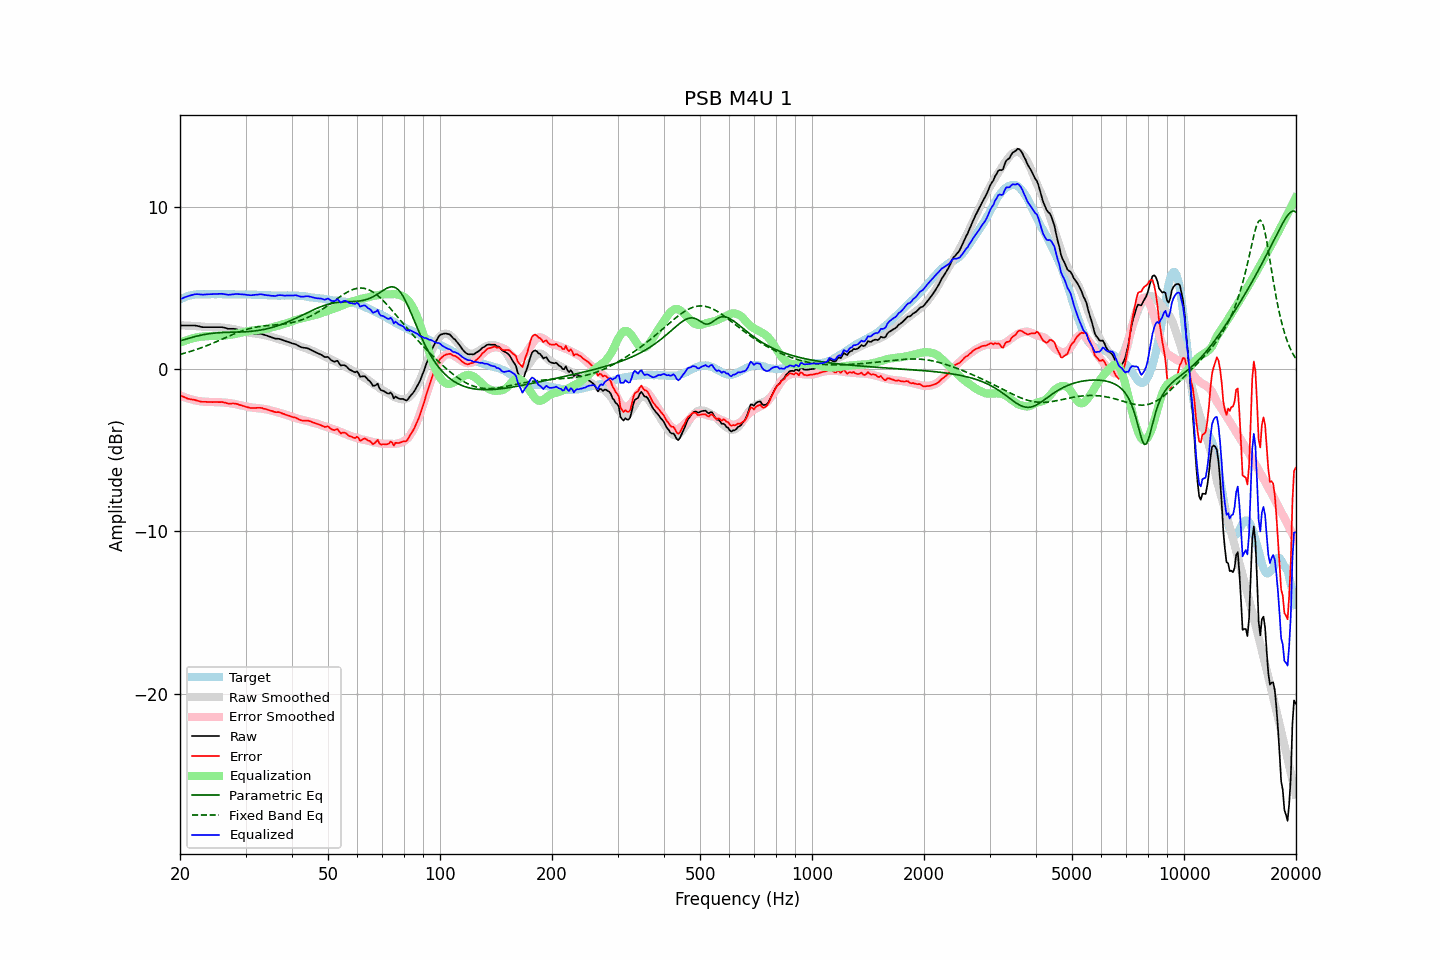 PSB M4U 1
Amplitude (dBr)
10
0
−10
−20
Target
Raw Smoothed
Error Smoothed
Raw
Error
Equalization
Parametric Eq
Fixed Band Eq
Equalized
20 50 100 200 500 1000 2000 5000 10000 20000
Frequency (Hz)